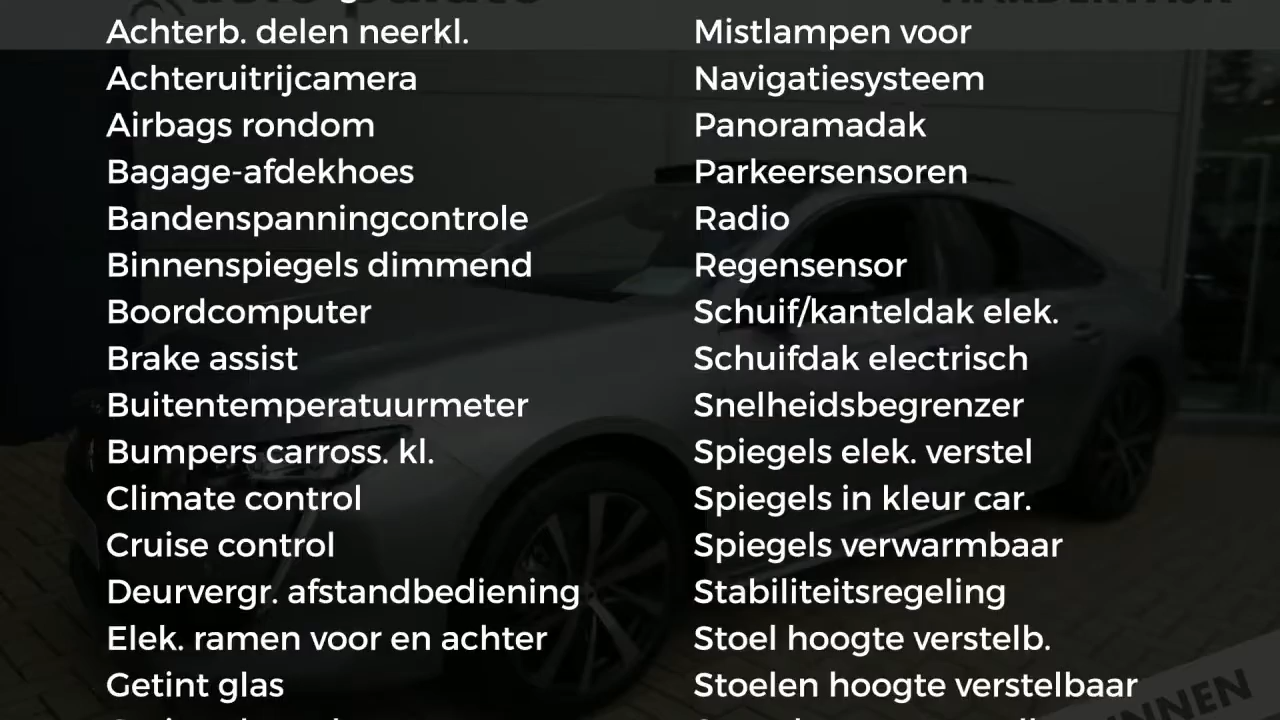 Achterb. delen neerkl.
Achteruitrijcamera
Airbags rondom
Bagage-afdekhoes
Bandenspanningcontrole
Binnenspiegels dimmend
Boordcomputer
Brake assist
Buitentemperatuurmeter
Bumpers carross. kl.
Climate control
Cruise control
Deurvergr. afstandbediening
Elek. ramen voor en achter
Getint glas
Mistlampen voor
Navigatiesysteem
Panoramadak
Parkeersensoren
Radio
Regensensor
Schuif/kanteldak elek.
Schuifdak electrisch
Snelheidsbegrenzer
Spiegels elek. verstel
Spiegels in kleur car.
Spiegels verwarmbaar
Stabiliteitsregeling
Stoel hoogte verstelb.
Stoelen hoogte verstelbaar